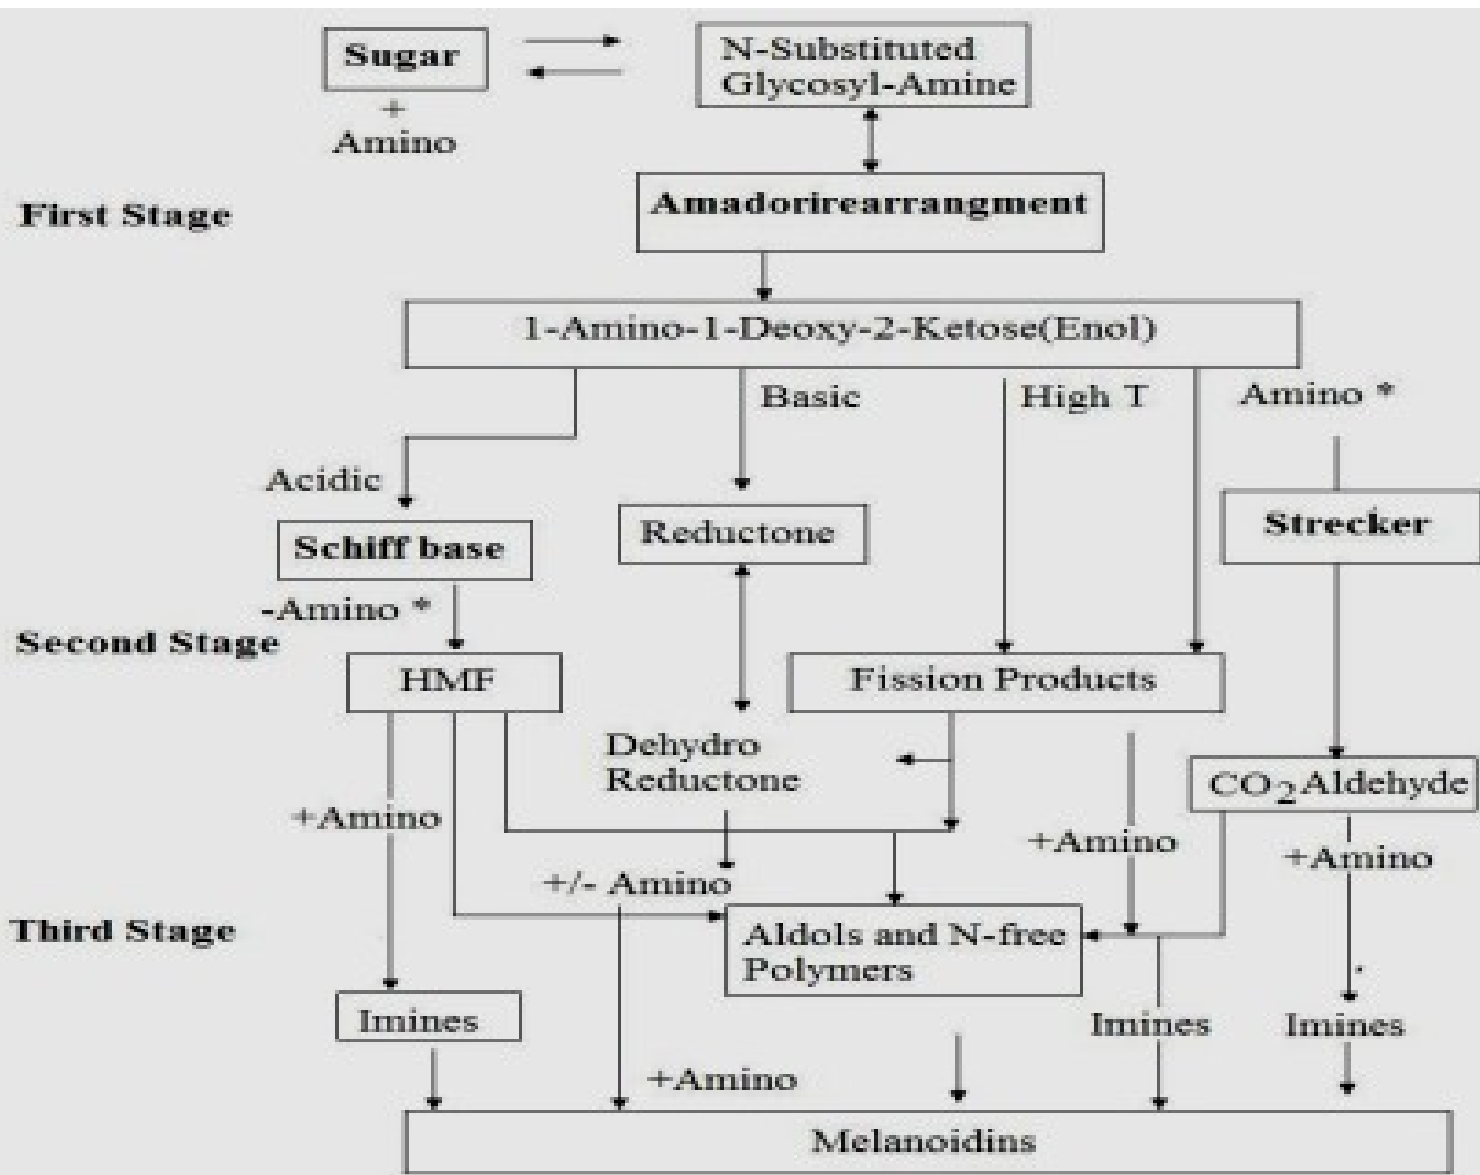 Sugar
+
Amino
N-Substituted
Glycosyl-Amine
Amadorirearrangment
First Stage
1-Amino-1-Deoxy-2-Ketose(Enol)
Basic
High T
Amino *
Acidic
Schiff base
Reductone
Strecker
-Amino *
Second Stage
HMF
Fission Products
Dehydro
Reductone
CO2 Aldehyde
+Amino
+Amino
+Amino
+/- Amino
Third Stage
Aldols and N-free
Polymers
Imines
Imines
Imines
+Amino
Melanoidins